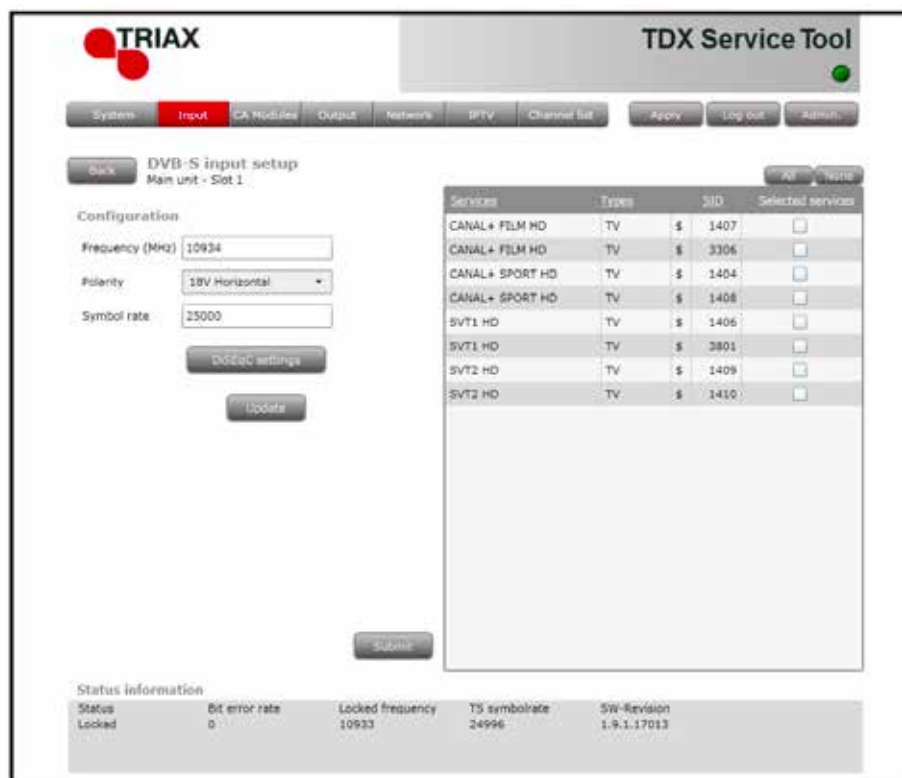 TRIAX
TDX Service Tool
System Input CA Modules Output Network IPTV Channel list Apply Log out Admin.
Back
DVB-S input setup
Main unit - Slot 1
All None
Configuration
Frequency (MHz) 10934
Polarity 18V Horizontal
Symbol rate 25000
DiSEqC settings
Update
Submit
Services Types SID Selected services
CANAL+ FILM HD TV $ 1407
CANAL+ FILM HD TV $ 3306
CANAL+ SPORT HD TV $ 1404
CANAL+ SPORT HD TV $ 1408
SVT1 HD TV $ 1406
SVT1 HD TV $ 3801
SVT2 HD TV $ 1409
SVT2 HD TV $ 1410
Status information
Status Bit error rate Locked frequency TS symbolrate SW-Revision
Locked 0 10933 24996 1.9.1.17013